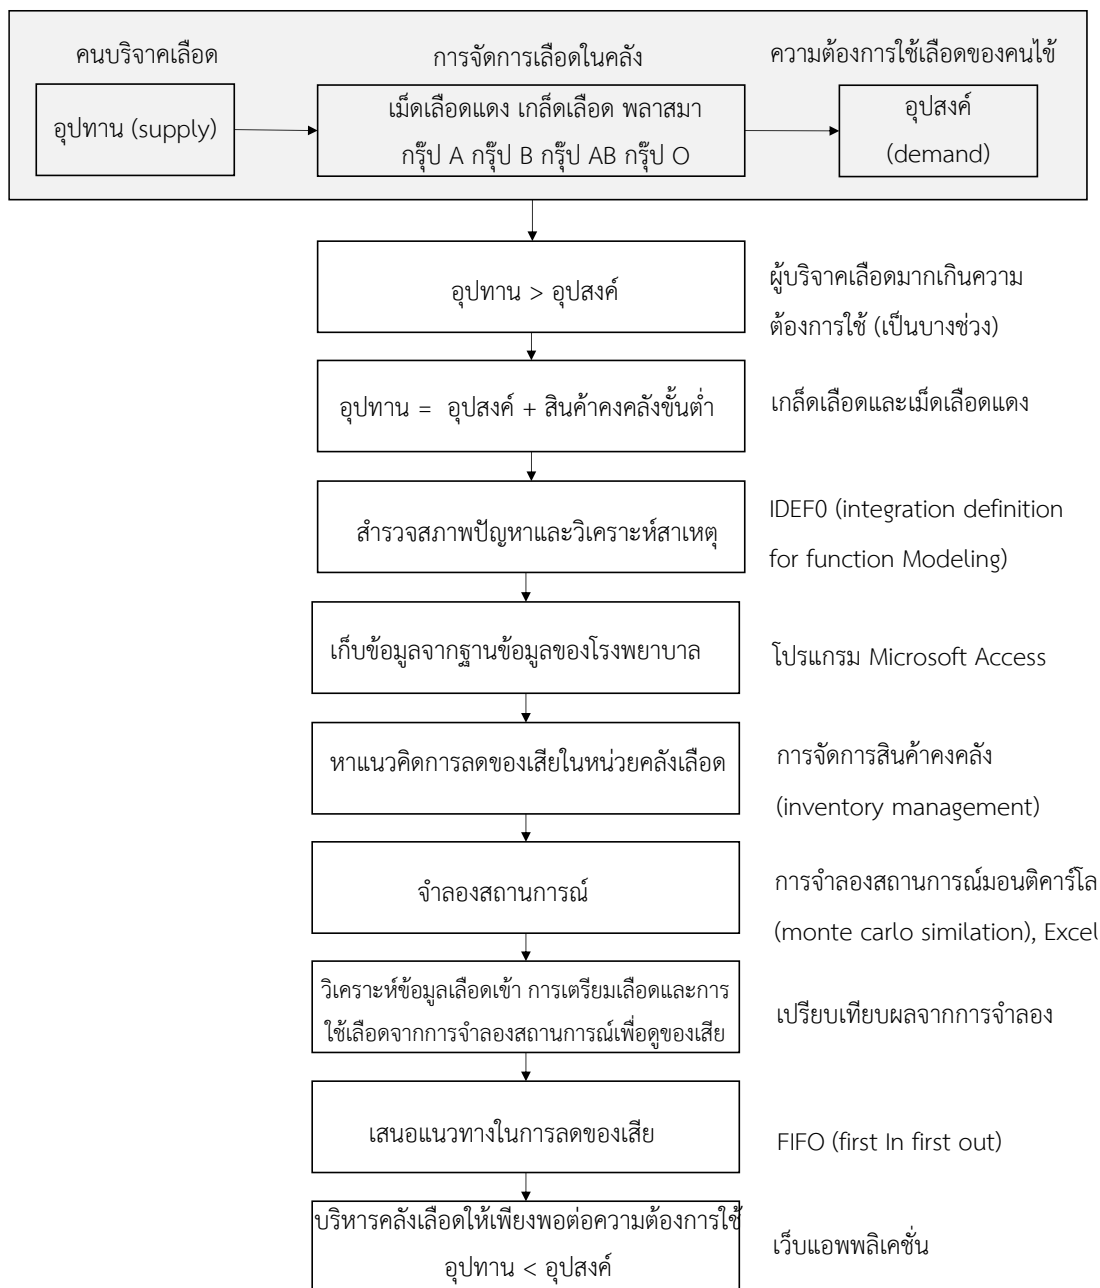 คนบริจาคเลือด
การจัดการเลือดในคลัง
ความต้องการใช้เลือดของคนไข้
อุปทาน (supply)
เม็ดเลือดแดง เกล็ดเลือด พลาสมา
กรุ๊ป A กรุ๊ป B กรุ๊ป AB กรุ๊ป O
อุปสงค์
(demand)
อุปทาน > อุปสงค์
ผู้บริจาคเลือดมากเกินความ
ต้องการใช้ (เป็นบางช่วง)
อุปทาน = อุปสงค์ + สินค้าคงคลังขั้นต่ำ
เกล็ดเลือดและเม็ดเลือดแดง
สำรวจสภาพปัญหาและวิเคราะห์สาเหตุ
IDEF0 (integration definition
for function Modeling)
เก็บข้อมูลจากฐานข้อมูลของโรงพยาบาล
โปรแกรม Microsoft Access
หาแนวคิดการลดของเสียในหน่วยคลังเลือด
การจัดการสินค้าคงคลัง
(inventory management)
จำลองสถานการณ์
การจำลองสถานการณ์มอนติคาร์โล
(monte carlo similation), Excel
วิเคราะห์ข้อมูลเลือดเข้า การเตรียมเลือดและการ
ใช้เลือดจากการจำลองสถานการณ์เพื่อดูของเสีย
เปรียบเทียบผลจากการจำลอง
เสนอแนวทางในการลดของเสีย
FIFO (first In first out)
บริหารคลังเลือดให้เพียงพอต่อความต้องการใช้
อุปทาน < อุปสงค์
เว็บแอพพลิเคชั่น